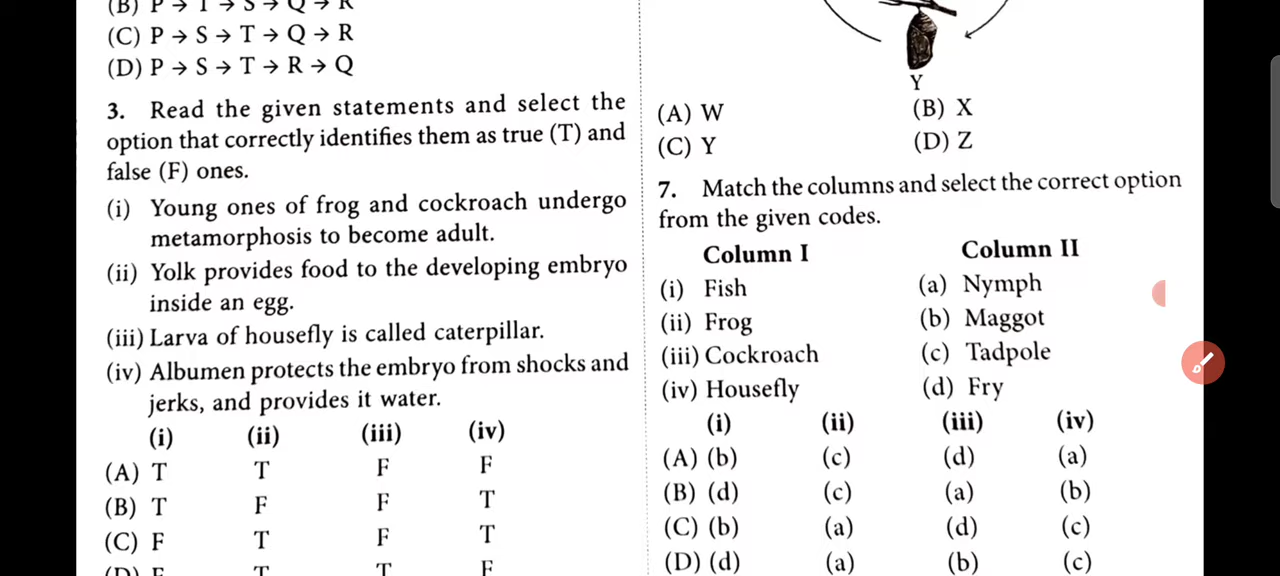 (B) P → T → S → Q → R
(C) P → S → T → Q → R
(D) P → S → T → R → Q
3. Read the given statements and select the
option that correctly identifies them as true (T) and
false (F) ones.
(i) Young ones of frog and cockroach undergo
metamorphosis to become adult.
(ii) Yolk provides food to the developing embryo
inside an egg.
(iii) Larva of housefly is called caterpillar.
(iv) Albumen protects the embryo from shocks and
jerks, and provides it water.
(i) (ii) (iii) (iv)
(A) T T F F
(B) T F F T
(C) F T F T
(D) F T T F
Y
(A) W (B) X
(C) Y (D) Z
7. Match the columns and select the correct option
from the given codes.
Column I Column II
(i) Fish (a) Nymph
(ii) Frog (b) Maggot
(iii) Cockroach (c) Tadpole
(iv) Housefly (d) Fry
(i) (ii) (iii) (iv)
(A) (b) (c) (d) (a)
(B) (d) (c) (a) (b)
(C) (b) (a) (d) (c)
(D) (d) (a) (b) (c)